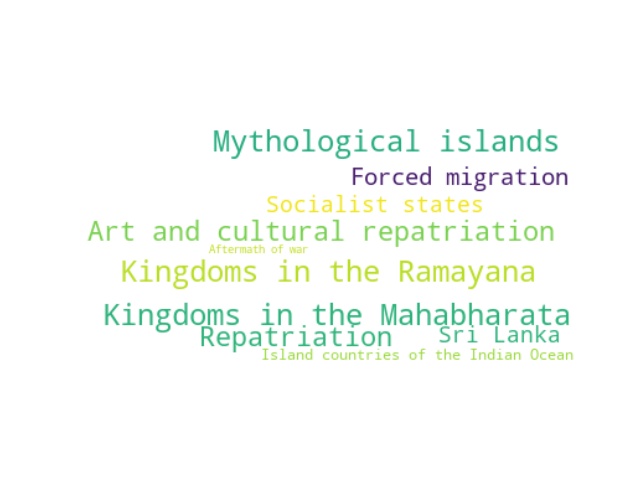 Mythological islands
Forced migration
Socialist states
Art and cultural repatriation
Aftermath of war
Kingdoms in the Ramayana
Kingdoms in the Mahabharata
Repatriation
Sri Lanka
Island countries of the Indian Ocean